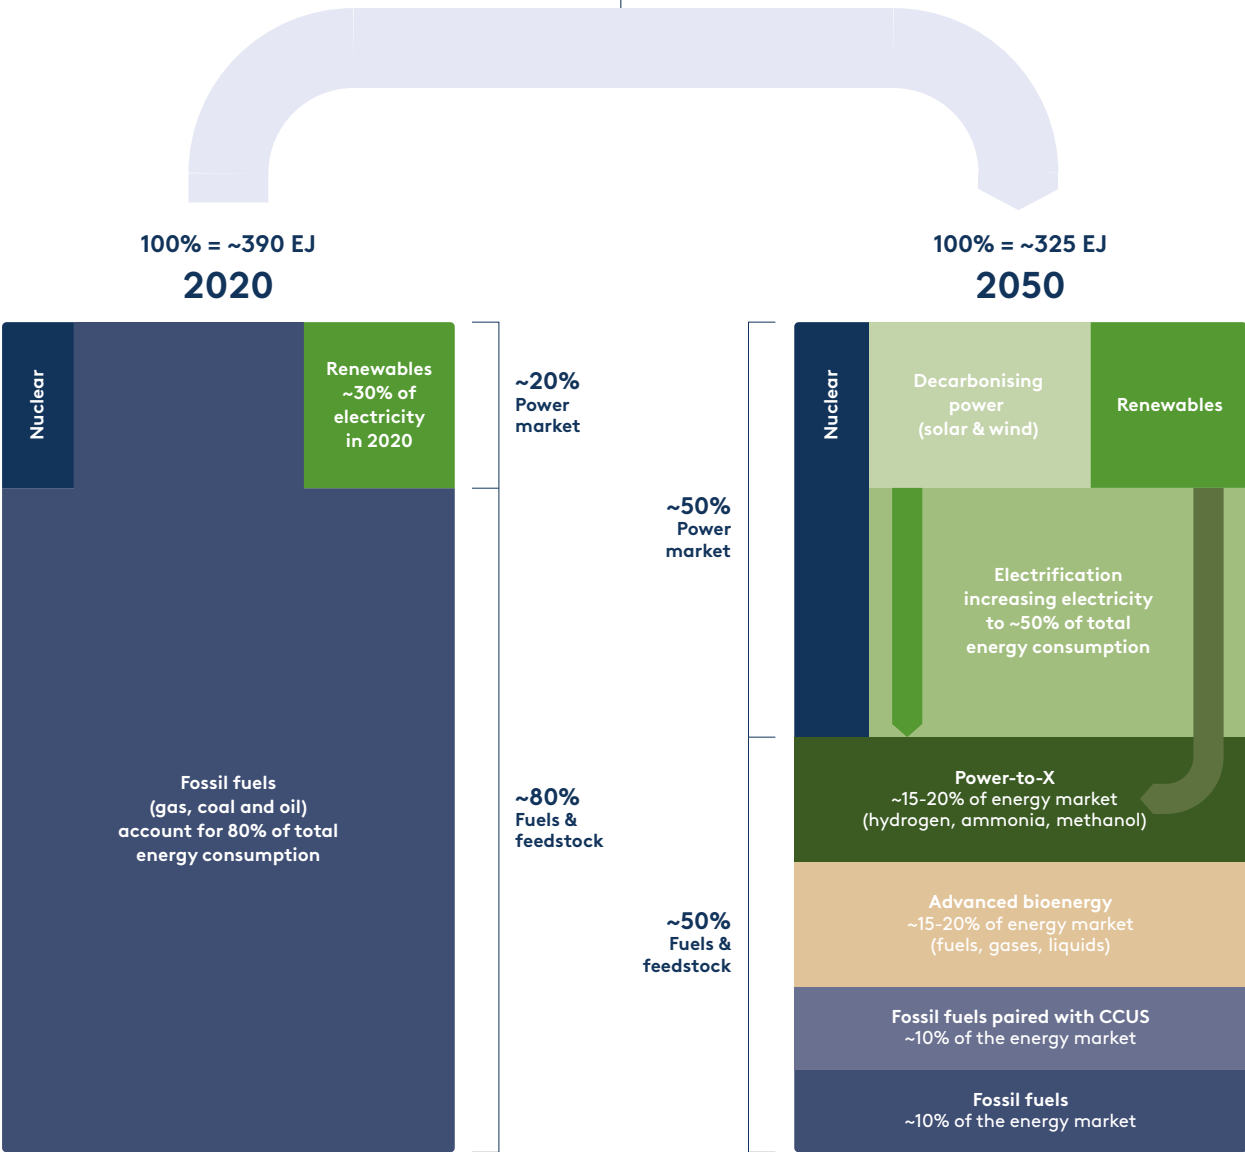 100% = ~390 EJ
2020
Nuclear
Renewables
~30% of
electricity
in 2020
Fossil fuels
(gas, coal and oil)
account for 80% of total
energy consumption
~20%
Power
market
~80%
Fuels &
feedstock
100% = ~325 EJ
2050
~50%
Power
market
~50%
Fuels &
feedstock
Nuclear
Decarbonising
power
(solar & wind)
Renewables
Electrification
increasing electricity
to ~50% of total
energy consumption
Power-to-X
~15-20% of energy market
(hydrogen, ammonia, methanol)
Advanced bioenergy
~15-20% of energy market
(fuels, gases, liquids)
Fossil fuels paired with CCUS
~10% of the energy market
Fossil fuels
~10% of the energy market